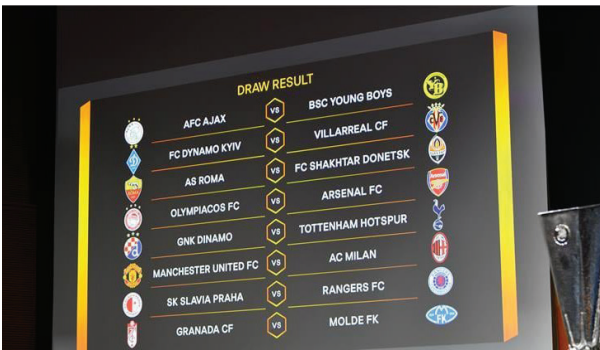 DRAW RESULT
AFC AJAX VS BSC YOUNG BOYS
FC DYNAMO KYIV VS VILLARREAL CF
AS ROMA VS FC SHAKHTAR DONETSK
OLYMPIACOS FC VS ARSENAL FC
GNK DINAMO VS TOTTENHAM HOTSPUR
MANCHESTER UNITED FC VS AC MILAN
SK SLAVIA PRAHA VS RANGERS FC
GRANADA CF VS MOLDE FK